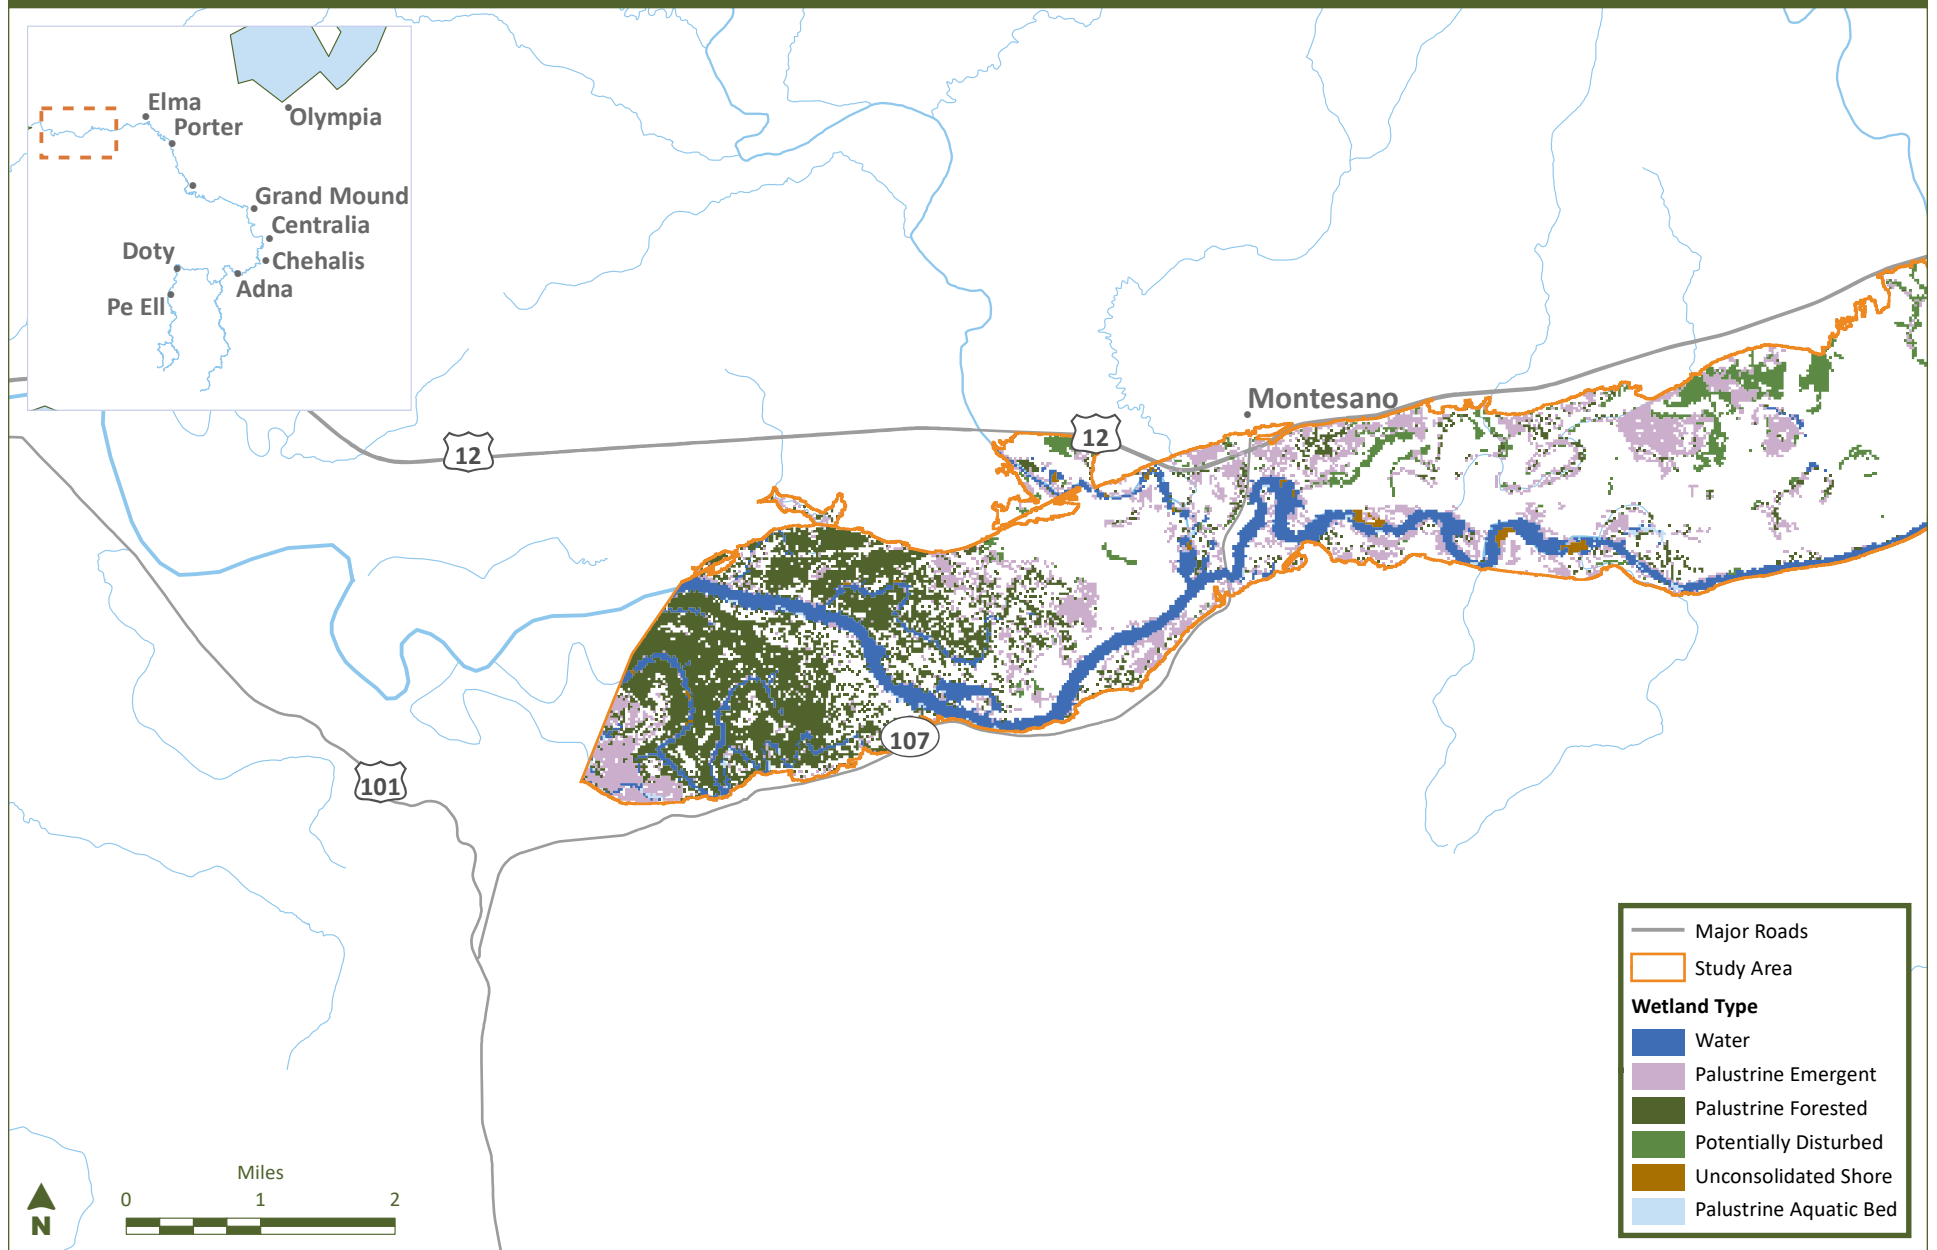 Elma
Porter
Olympia
Grand Mound
Centralia
Doty
Chehalis
Adna
Pe Ell
Montesano
12
12
107
101
Major Roads
Study Area
Wetland Type
Water
Palustrine Emergent
Palustrine Forested
Potentially Disturbed
Unconsolidated Shore
Palustrine Aquatic Bed
Miles
0 1 2
N